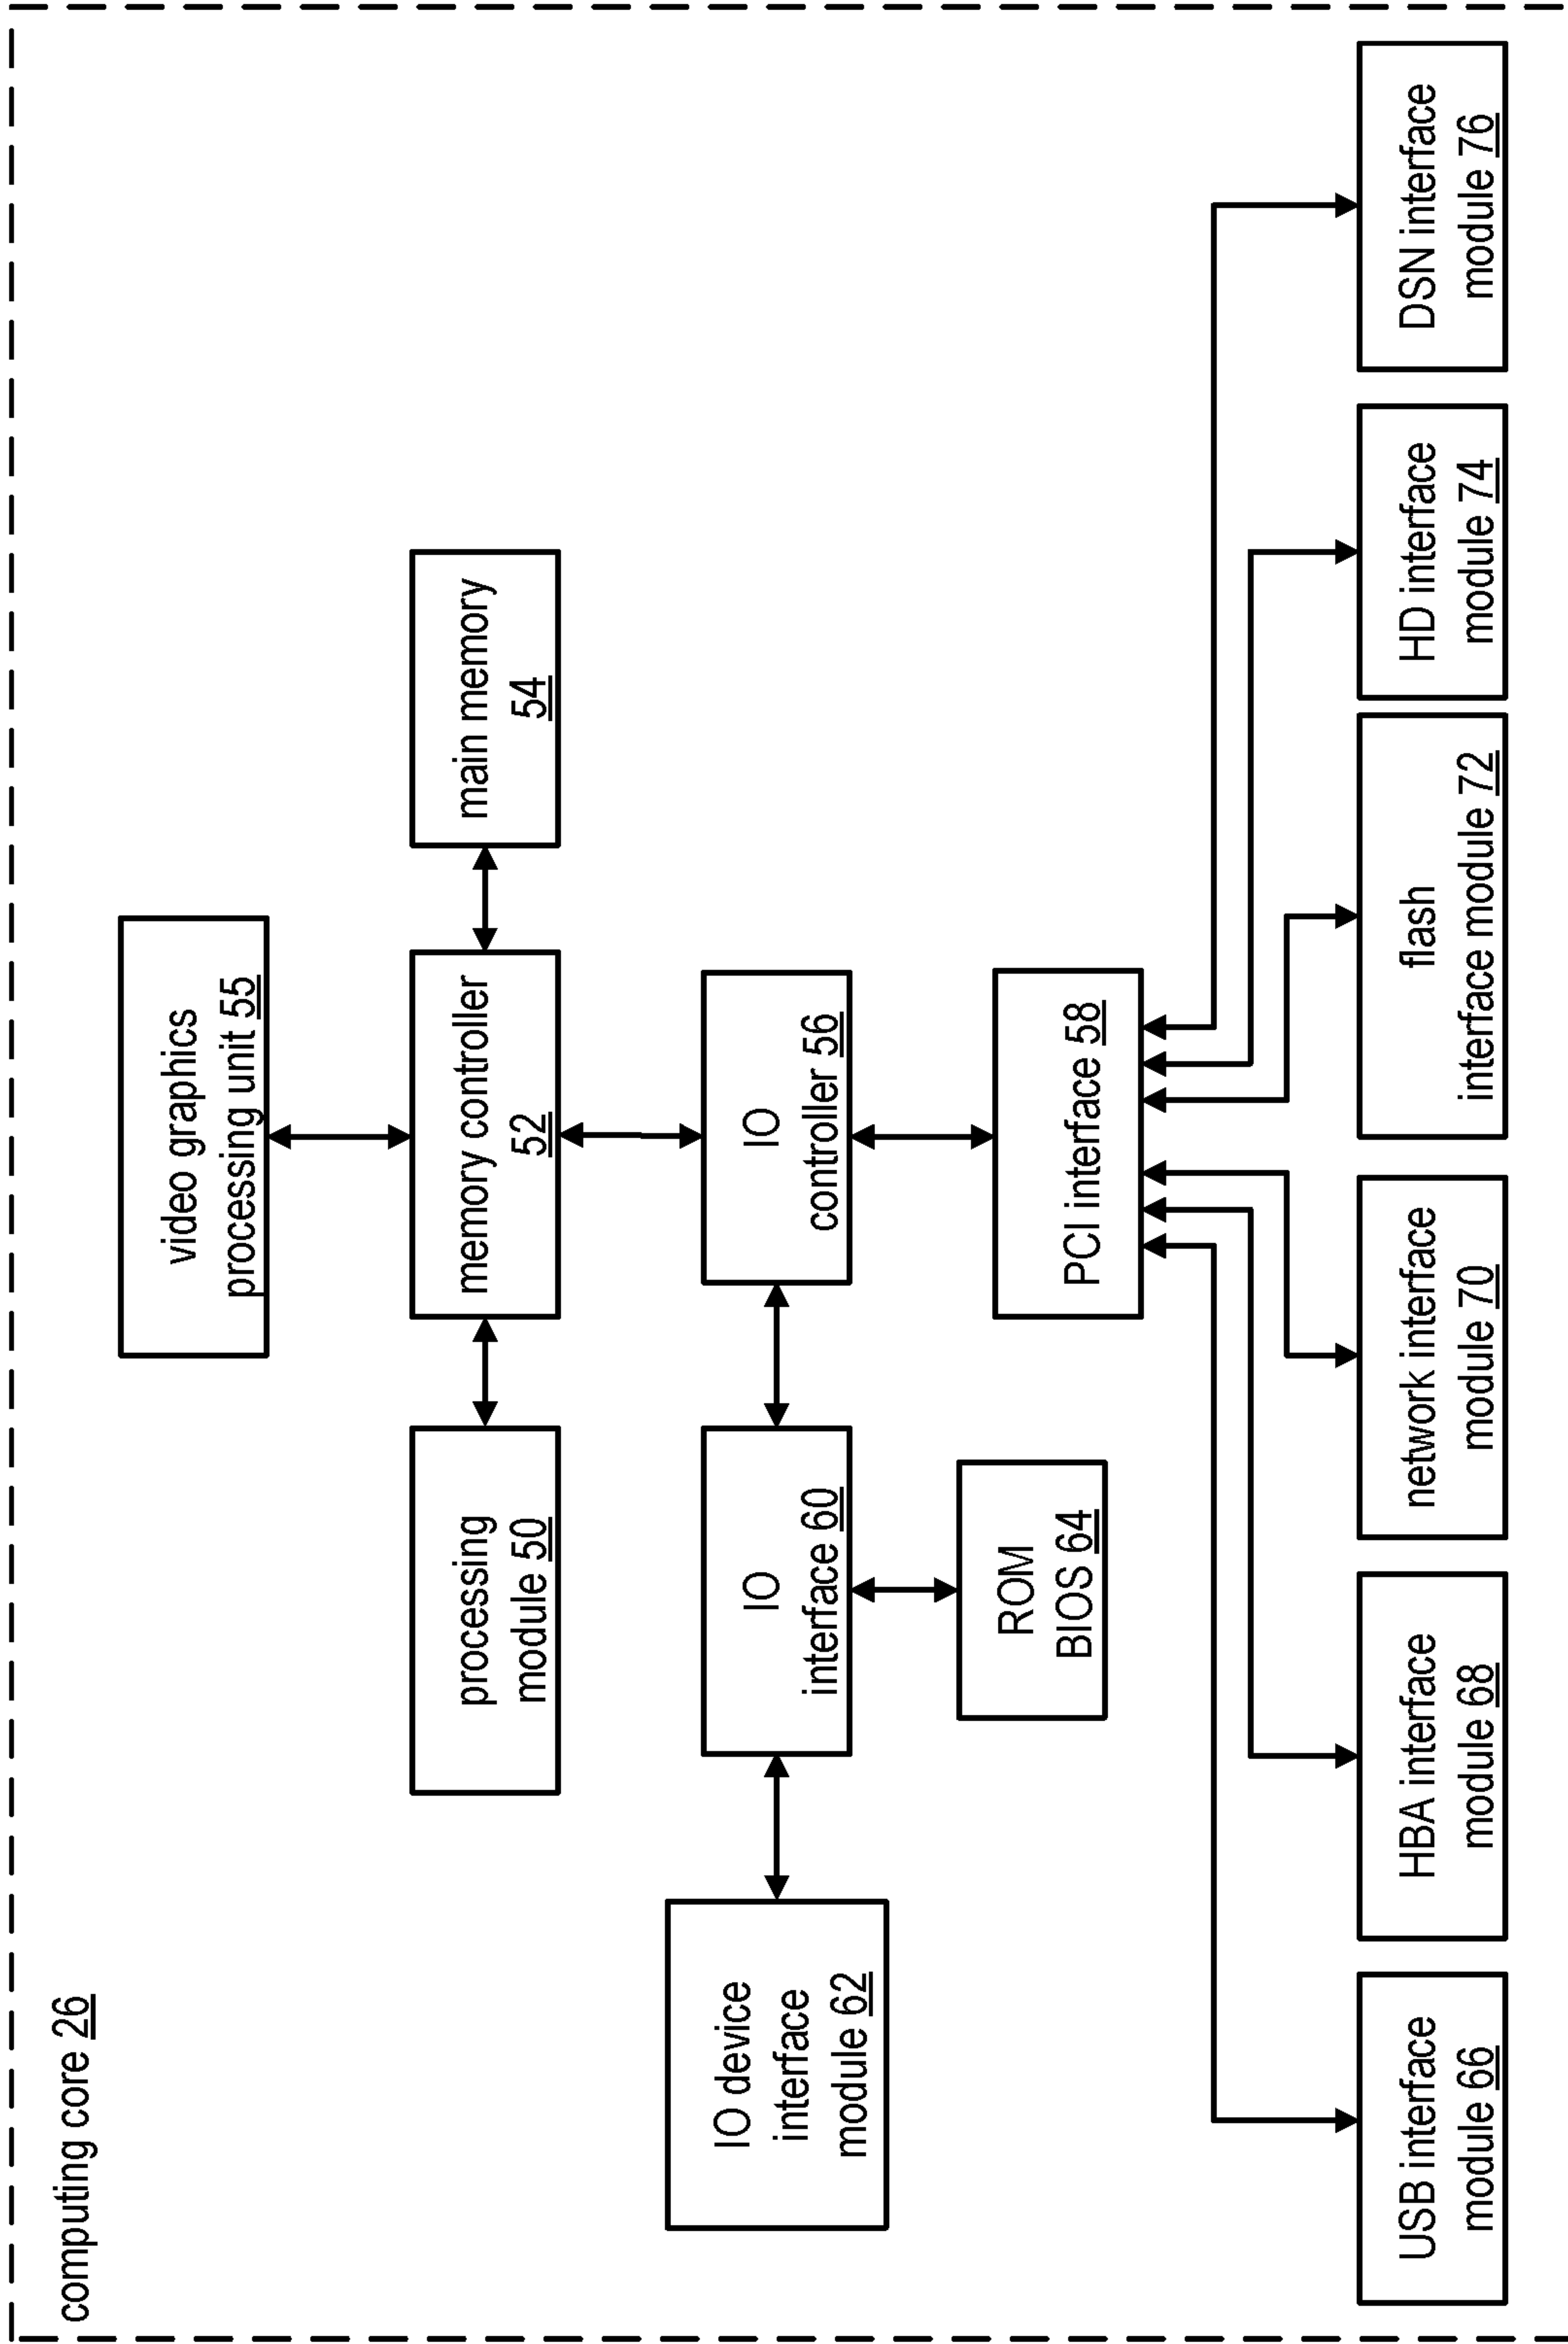 computing core 26
video graphics
processing unit 55
processing
module 50
memory controller
52
main memory
54
IO device
interface
module 62
IO
interface 60
IO
controller 56
ROM
BIOS 64
PCI interface 58
USB interface
module 66
HBA interface
module 68
network interface
module 70
flash
interface module 72
HD interface
module 74
DSN interface
module 76